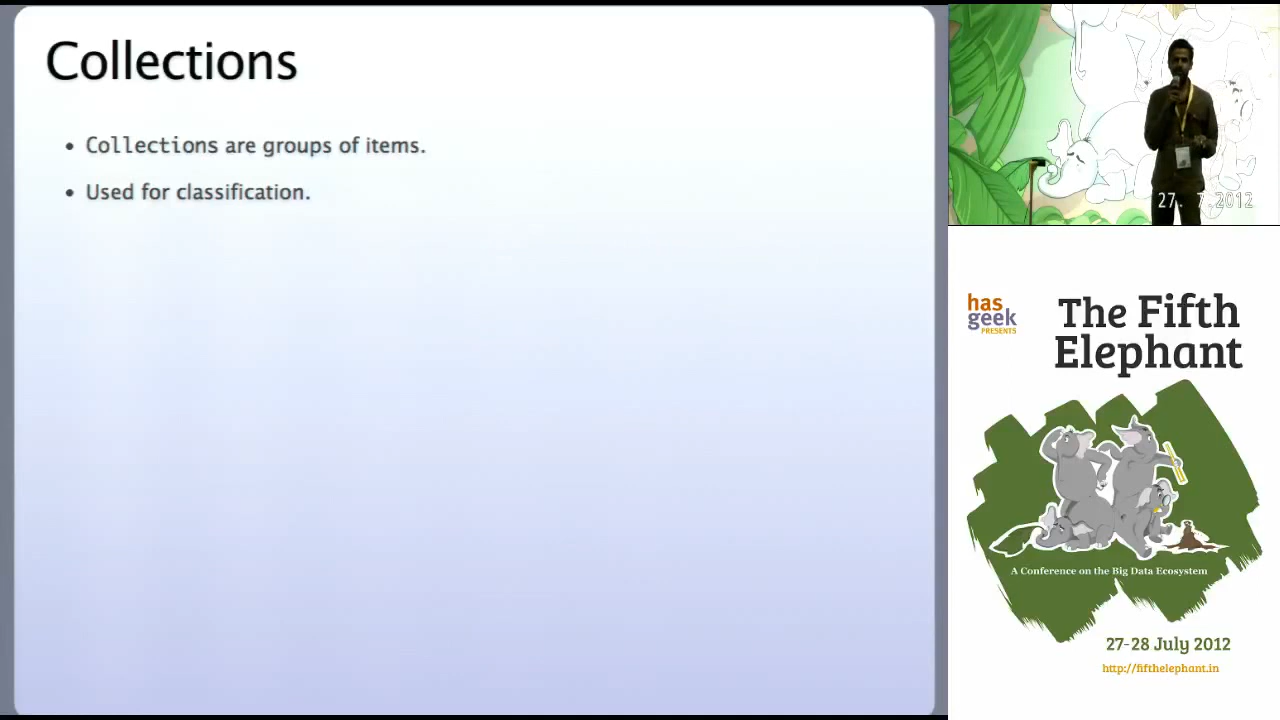 Collections
• Collections are groups of items.
• Used for classification.
27. 7.2012
has
geek
PRESENTS
The Fifth
Elephant
A Conference on the Big Data Ecosystem
27-28 July 2012
http://fifthelephant.in